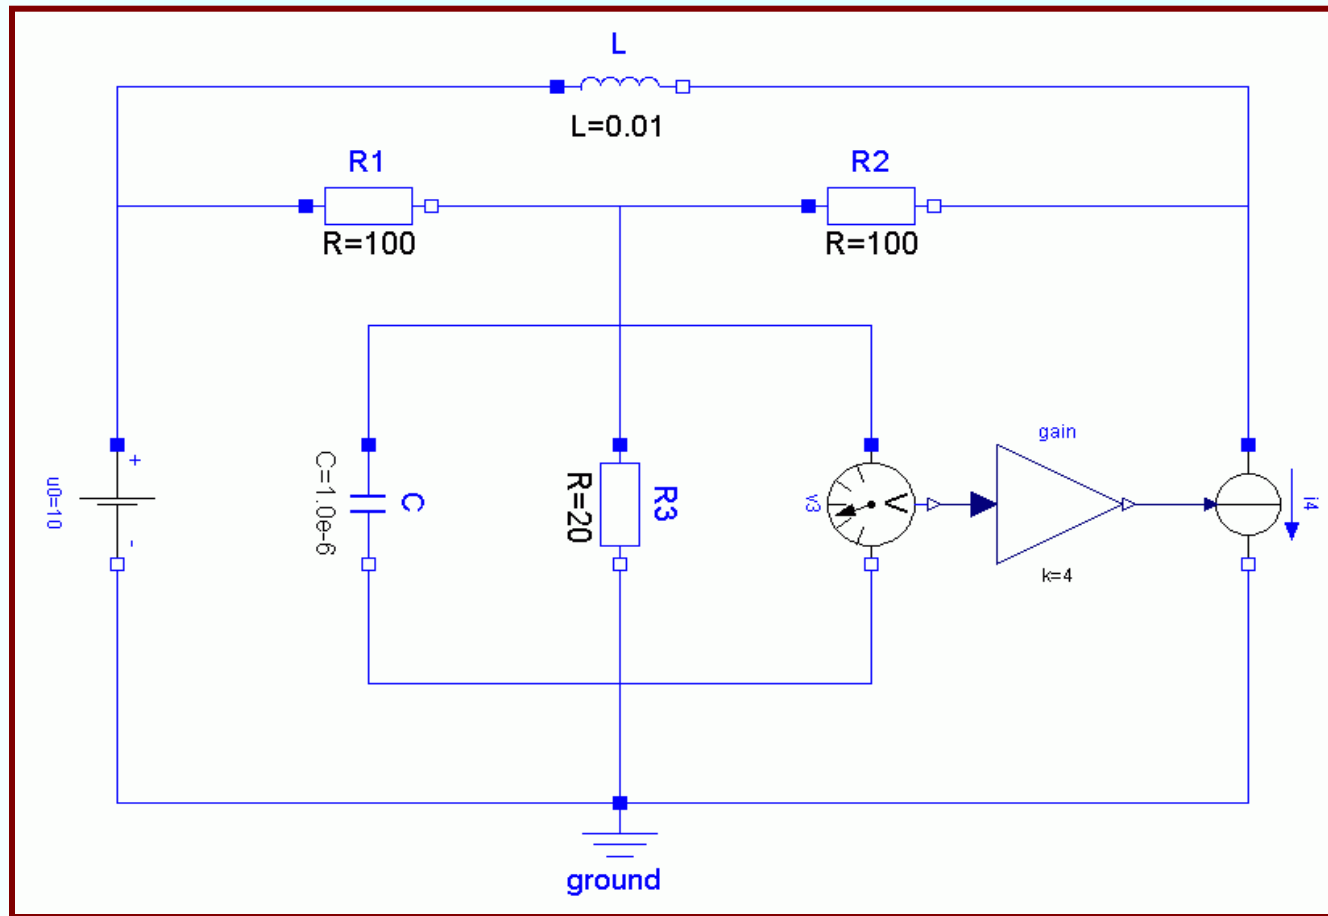 L
L=0.01
R1
R2
R=100
R=100
gain
+
u0=10
-
C=1.0e-6
C
R=20
R3
v3
V
i4
k=4
ground